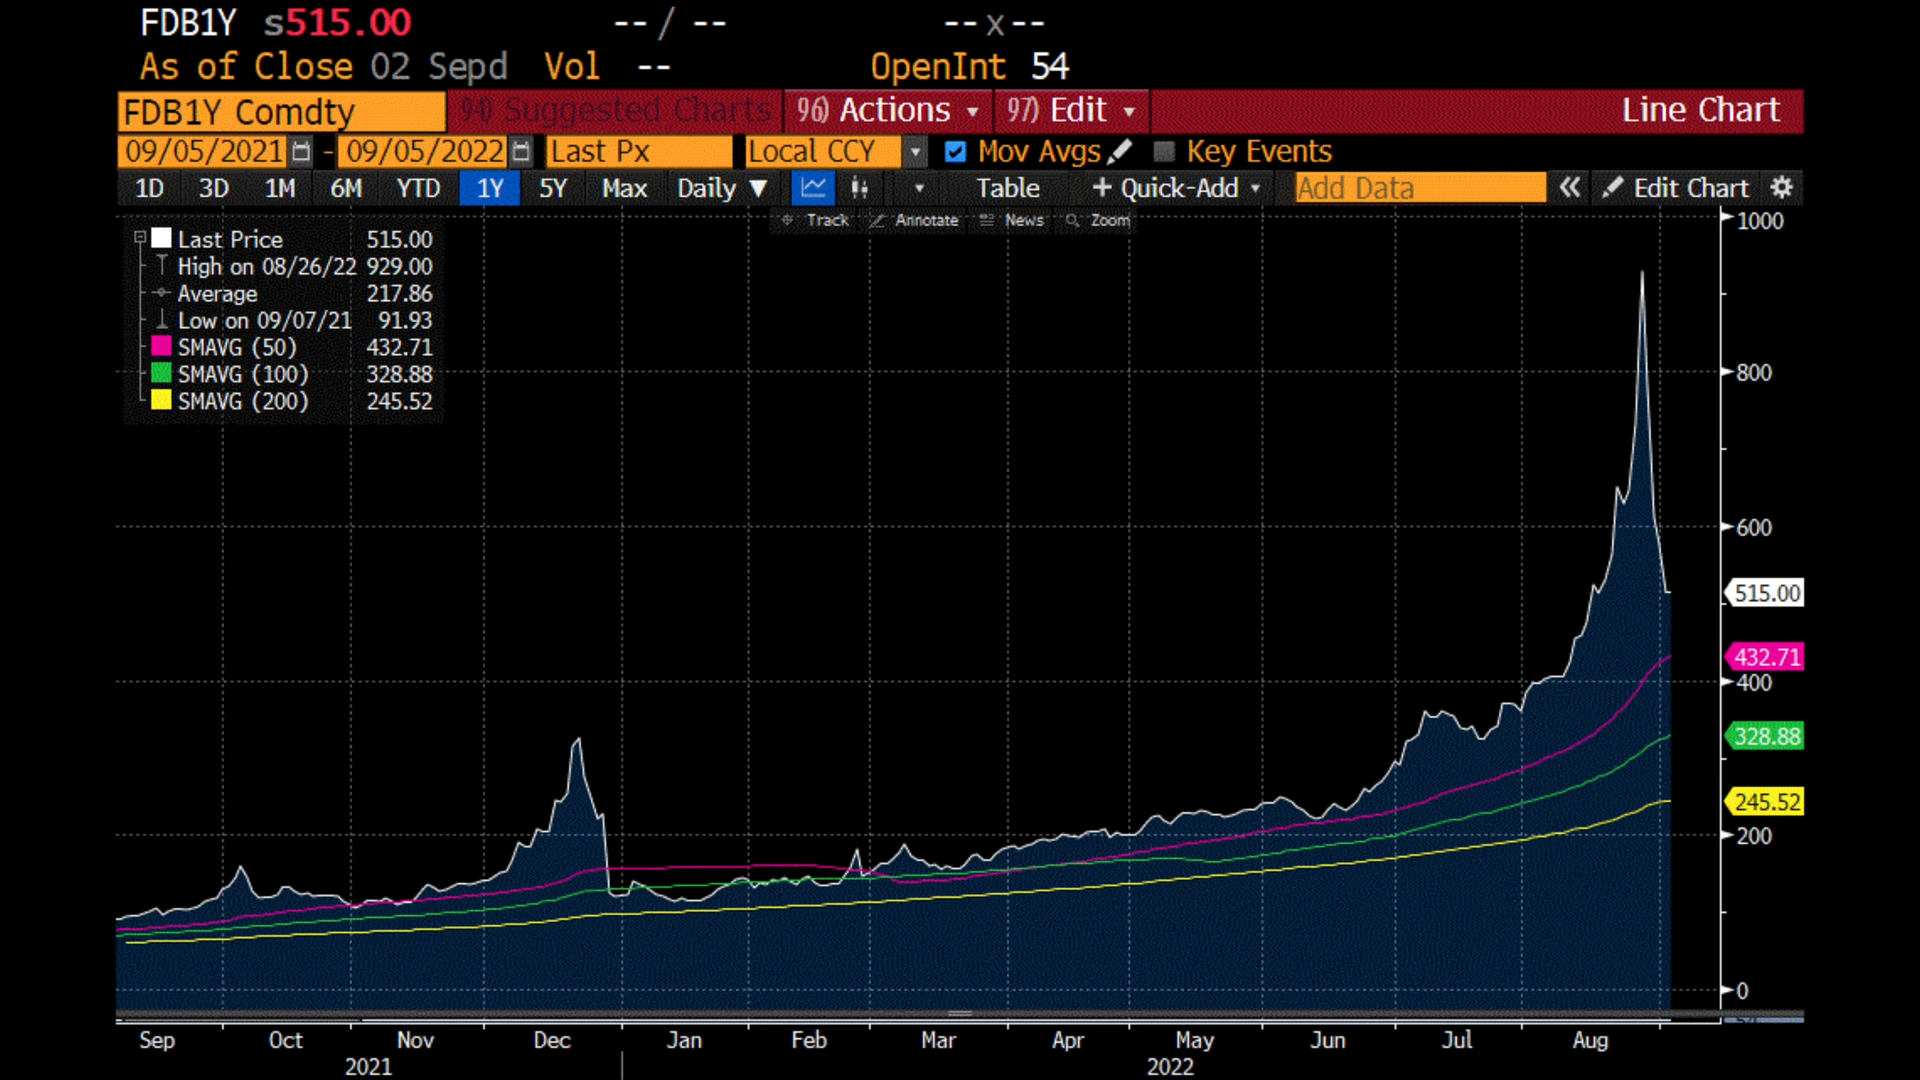 FDB1Y s515.00 -- / -- -- x --
As of Close 02 Sepd Vol -- OpenInt 54
FDB1Y Comdty 94) Suggested Charts 96) Actions 97) Edit Line Chart
09/05/2021 - 09/05/2022 Last Px Local CCY Mov Avgs Key Events
1D 3D 1M 6M YTD 1Y 5Y Max Daily ▼ Table + Quick-Add Add Data « Edit Chart
Track Annotate News Zoom
Last Price 515.00
High on 08/26/22 929.00
Average 217.86
Low on 09/07/21 91.93
SMAVG (50) 432.71
SMAVG (100) 328.88
SMAVG (200) 245.52
1000
800
600
515.00
432.71
400
328.88
245.52
200
0
Sep Oct Nov Dec Jan Feb Mar Apr May Jun Jul Aug
2021 2022